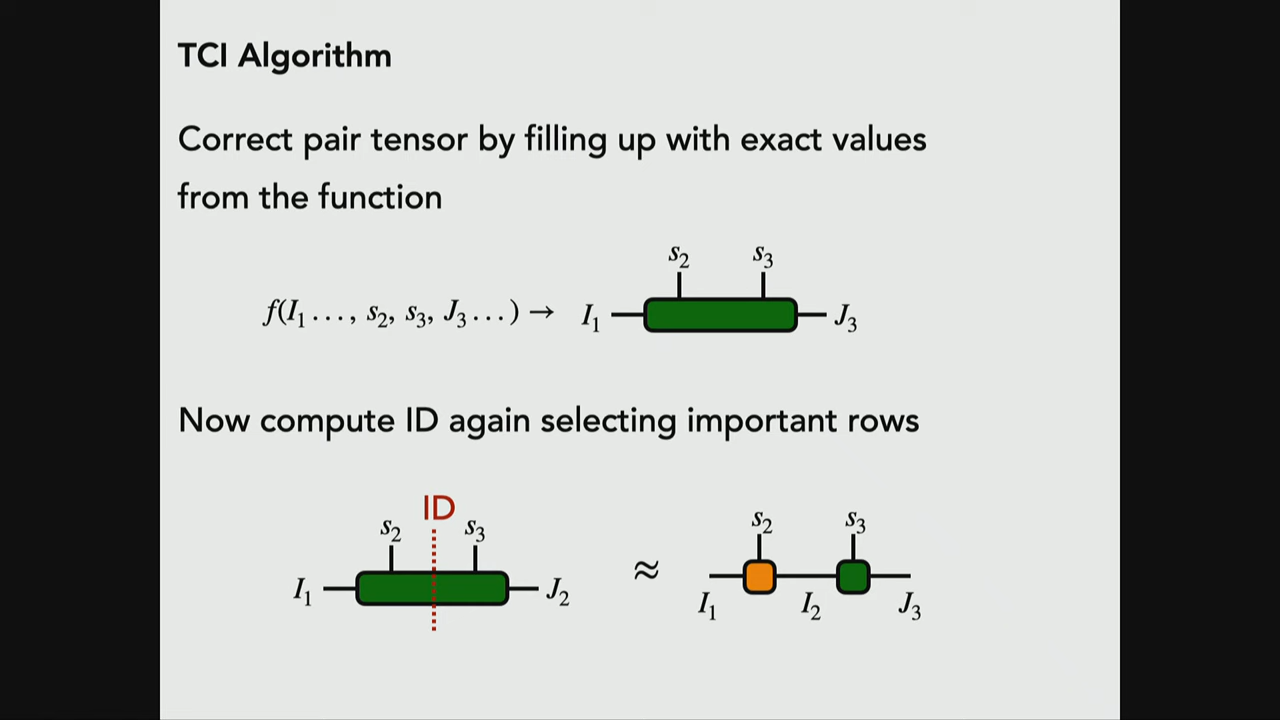 TCI Algorithm
Correct pair tensor by filling up with exact values
from the function
s₂ s₃
f(I₁ ..., s₂, s₃, J₃ ...) → I₁ J₃
Now compute ID again selecting important rows
ID
s₂ s₃ s₂ s₃
I₁ J₂ ≈
I₁ I₂ J₃